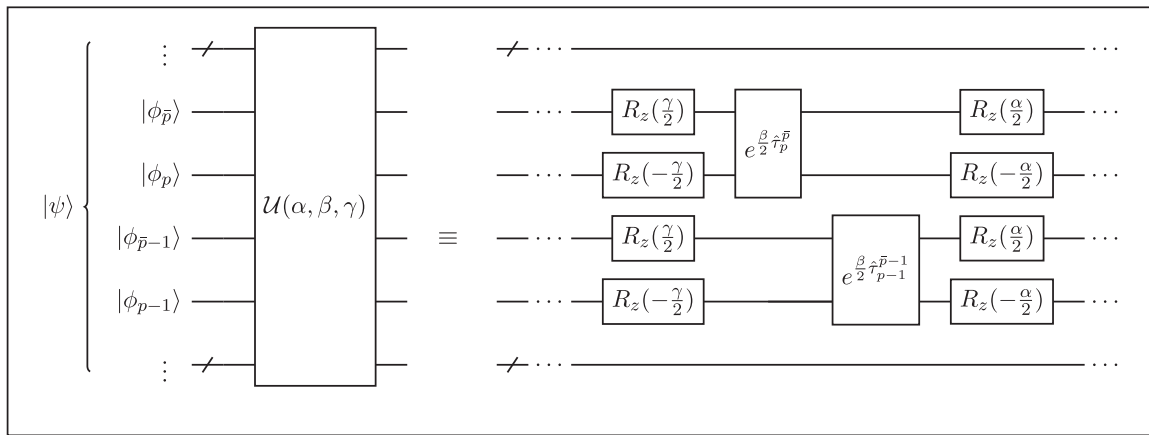 ⋮ ⋯ ⋯
|ϕ_{p̄}⟩ ⋯ R_z(γ/2) e^{β/2 τ̂_p^{p̄}} R_z(α/2) ⋯
|ϕ_p⟩ ⋯ R_z(−γ/2) R_z(−α/2) ⋯
|ψ⟩ { 𝒰(α, β, γ)
|ϕ_{p̄−1}⟩ ≡ ⋯ R_z(γ/2) e^{β/2 τ̂_{p−1}^{p̄−1}} R_z(α/2) ⋯
|ϕ_{p−1}⟩ ⋯ R_z(−γ/2) R_z(−α/2) ⋯
⋮ ⋯ ⋯